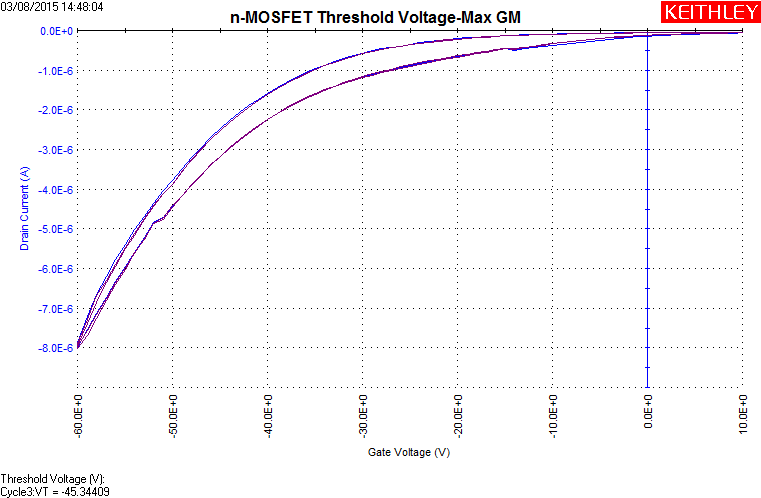 03/08/2015 14:48:04
n-MOSFET Threshold Voltage-Max GM
KEITHLEY
0.0E+0
-1.0E-6
-2.0E-6
-3.0E-6
-4.0E-6
-5.0E-6
-6.0E-6
-7.0E-6
-8.0E-6
Drain Current (A)
-60.0E+0
-50.0E+0
-40.0E+0
-30.0E+0
-20.0E+0
-10.0E+0
0.0E+0
10.0E+0
Gate Voltage (V)
Threshold Voltage (V):
Cycle3:VT = -45.34409